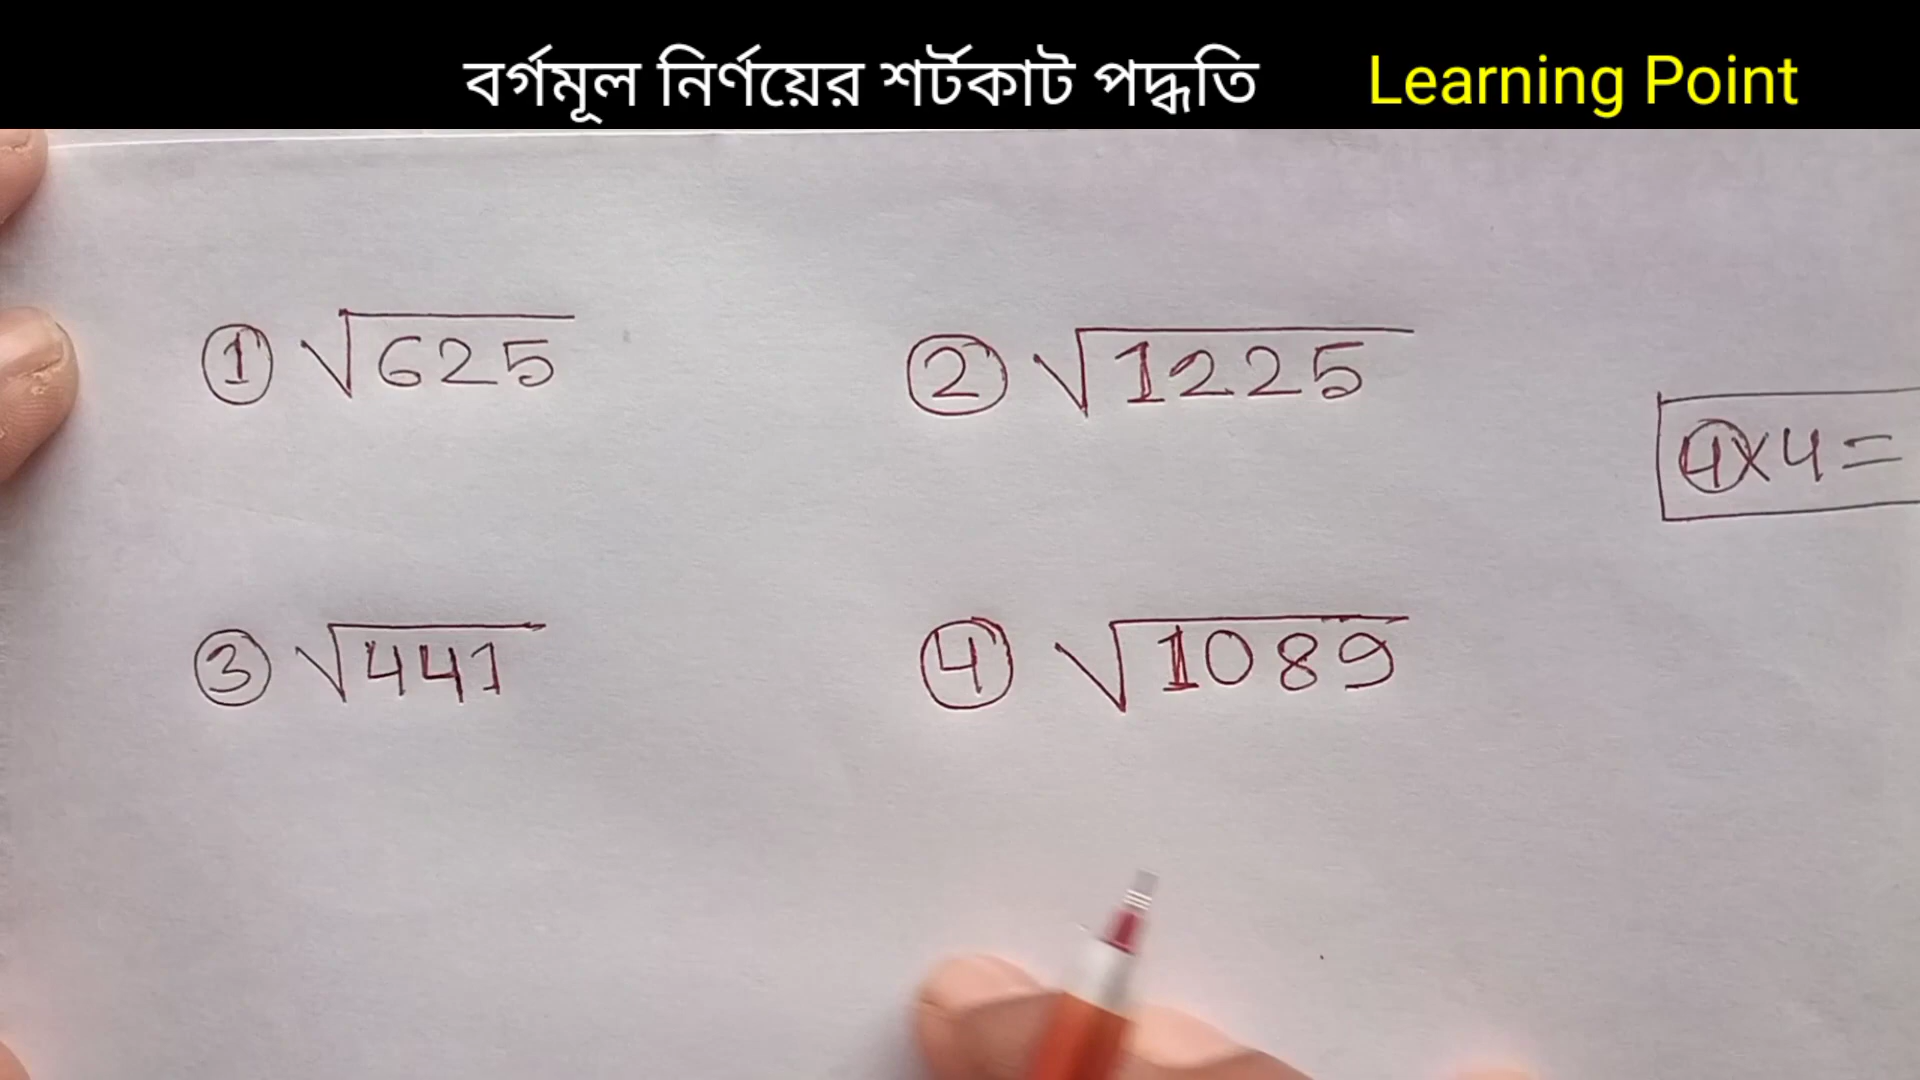 বর্গমূল নির্ণয়ের শর্টকাট পদ্ধতি Learning Point
① √625 ② √1225
④×4=
③ √441 ④ √1089